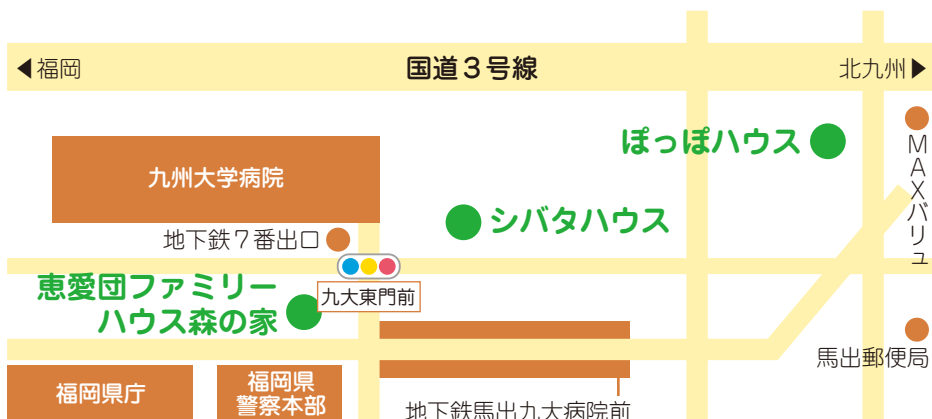 ◀福岡
国道3号線
北九州▶
ぽっぽハウス
MAXバリュ
九州大学病院
シバタハウス
地下鉄7番出口
恵愛団ファミリー
ハウス森の家
九大東門前
馬出郵便局
福岡県庁
福岡県
警察本部
地下鉄馬出九大病院前